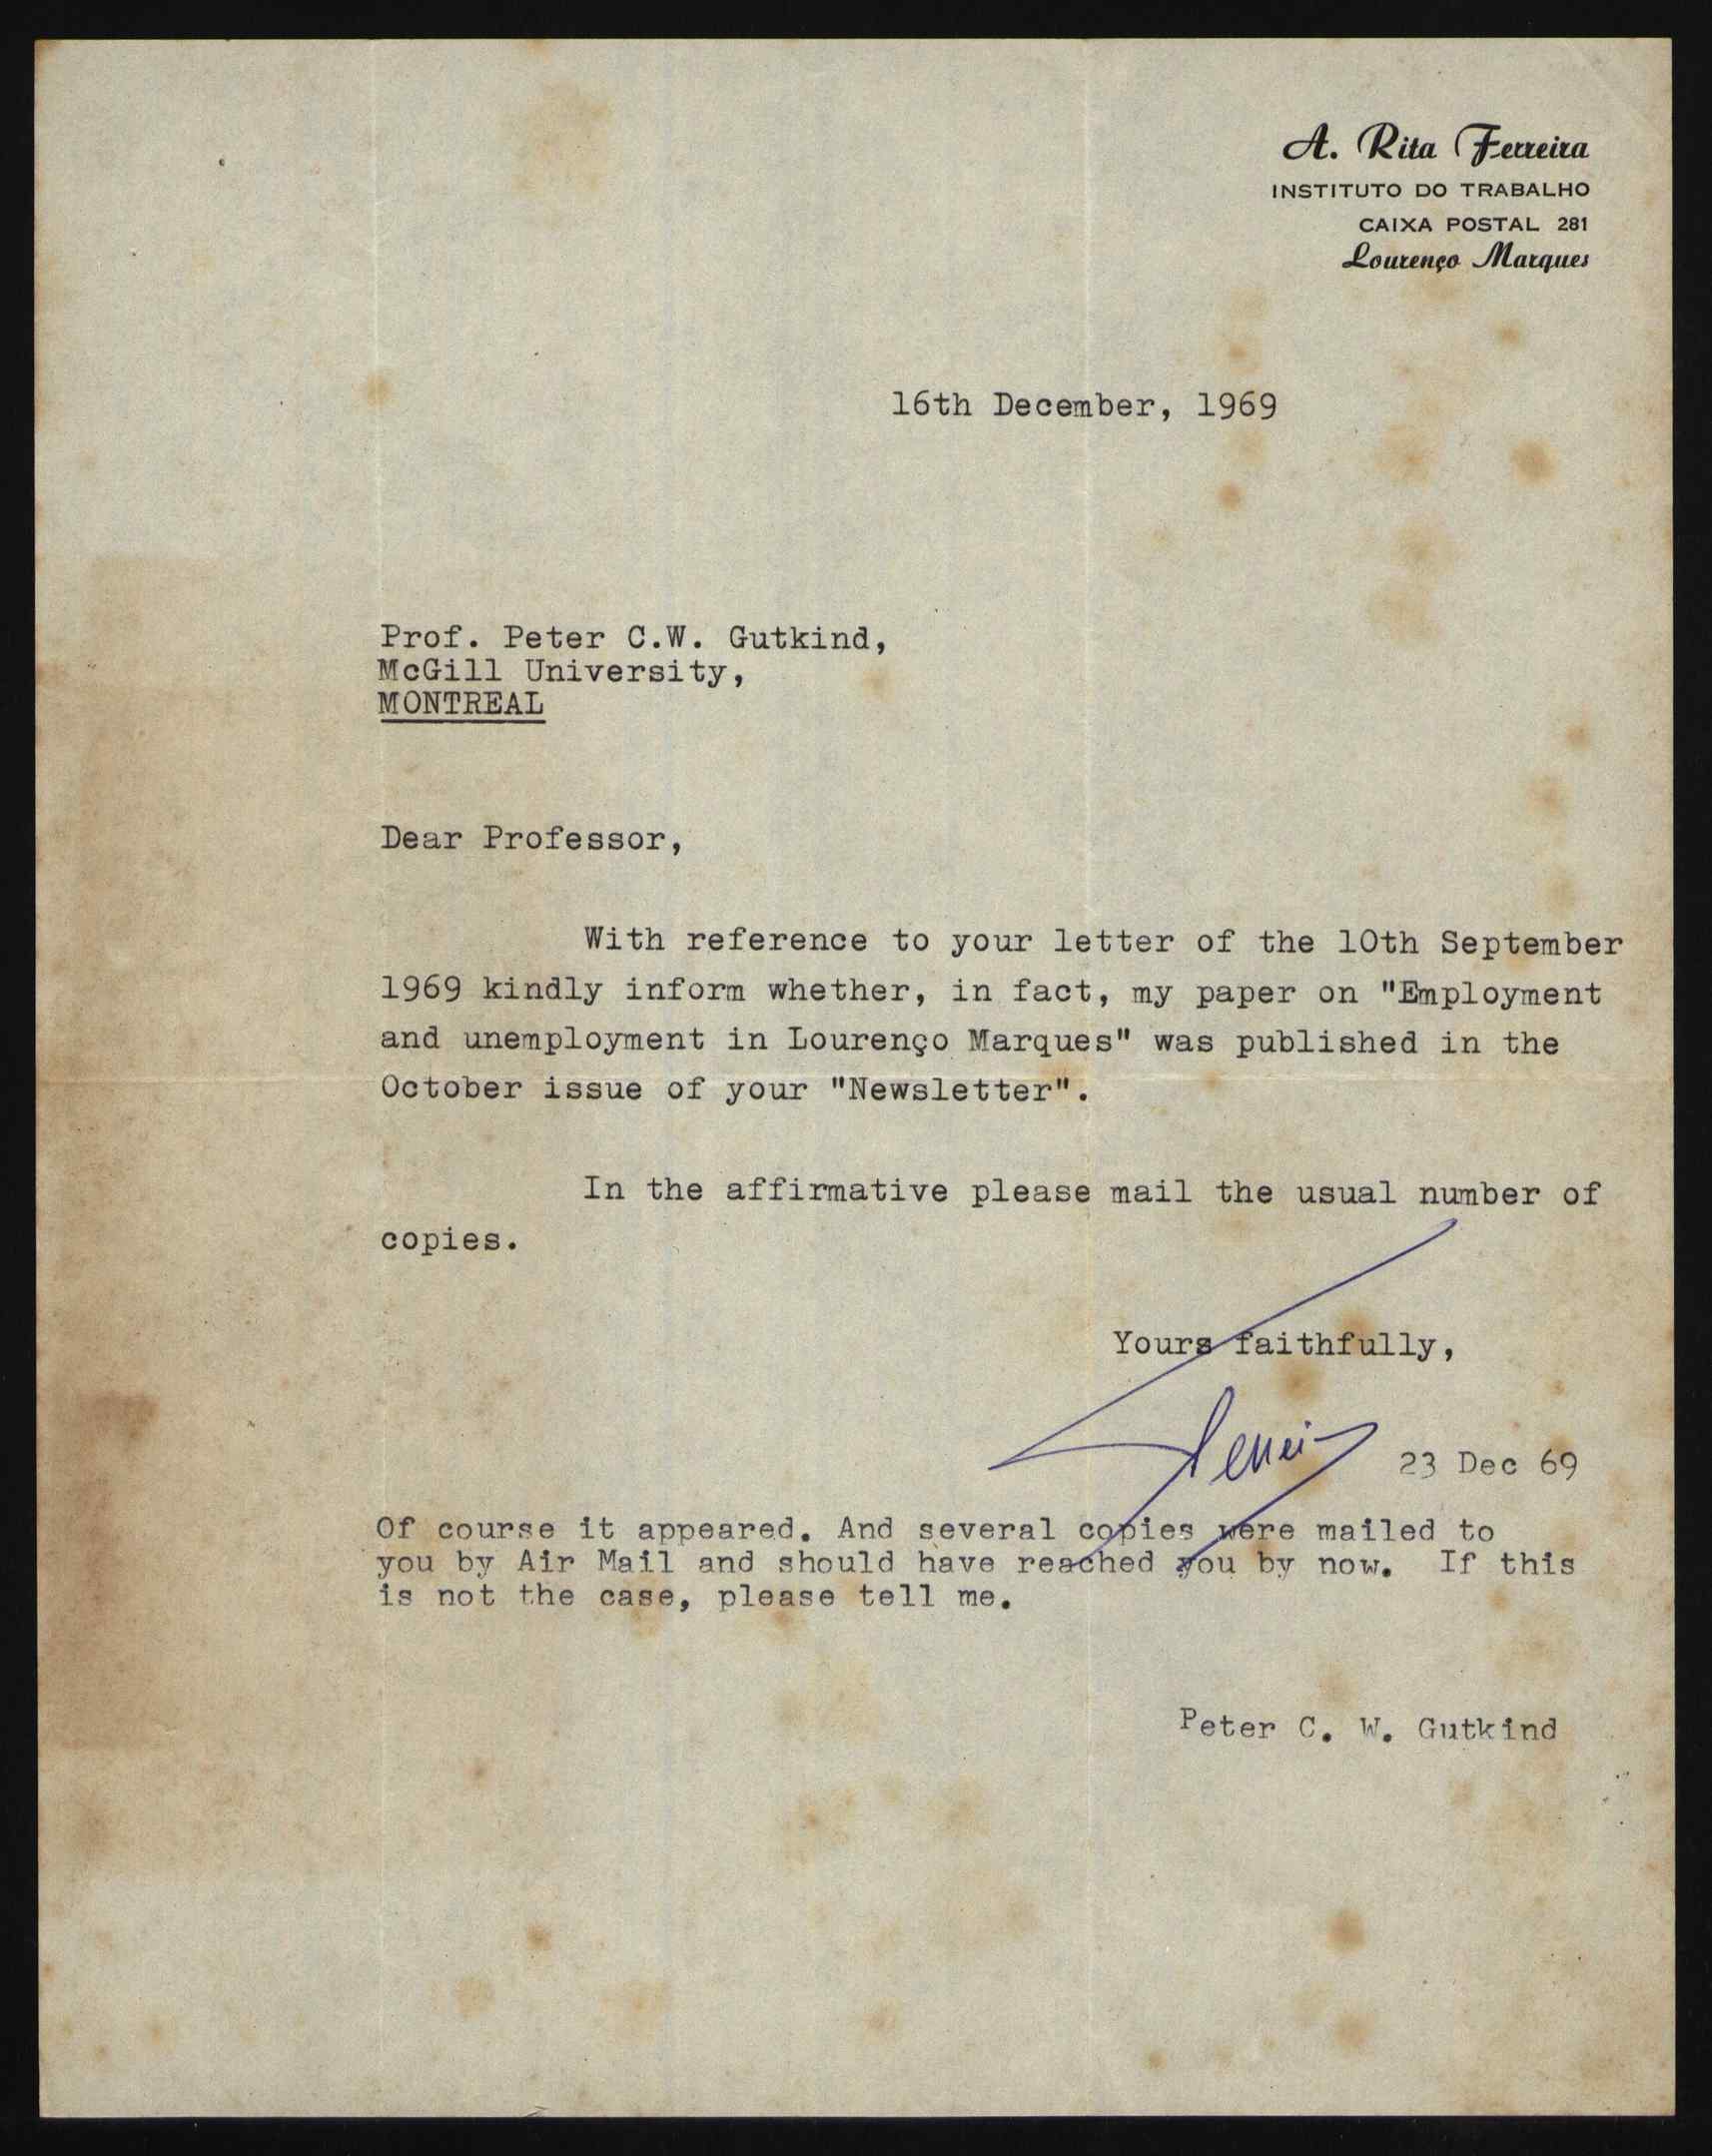 A. Rita Ferreira
INSTITUTO DO TRABALHO
CAIXA POSTAL 281
Lourenço Marques
16th December, 1969
Prof. Peter C.W. Gutkind,
McGill University,
MONTREAL
Dear Professor,
With reference to your letter of the 10th September
1969 kindly inform whether, in fact, my paper on "Employment
and unemployment in Lourenço Marques" was published in the
October issue of your "Newsletter".
In the affirmative please mail the usual number of
copies.
Yours faithfully,
23 Dec 69
Of course it appeared. And several copies were mailed to
you by Air Mail and should have reached you by now. If this
is not the case, please tell me.
Peter C. W. Gutkind